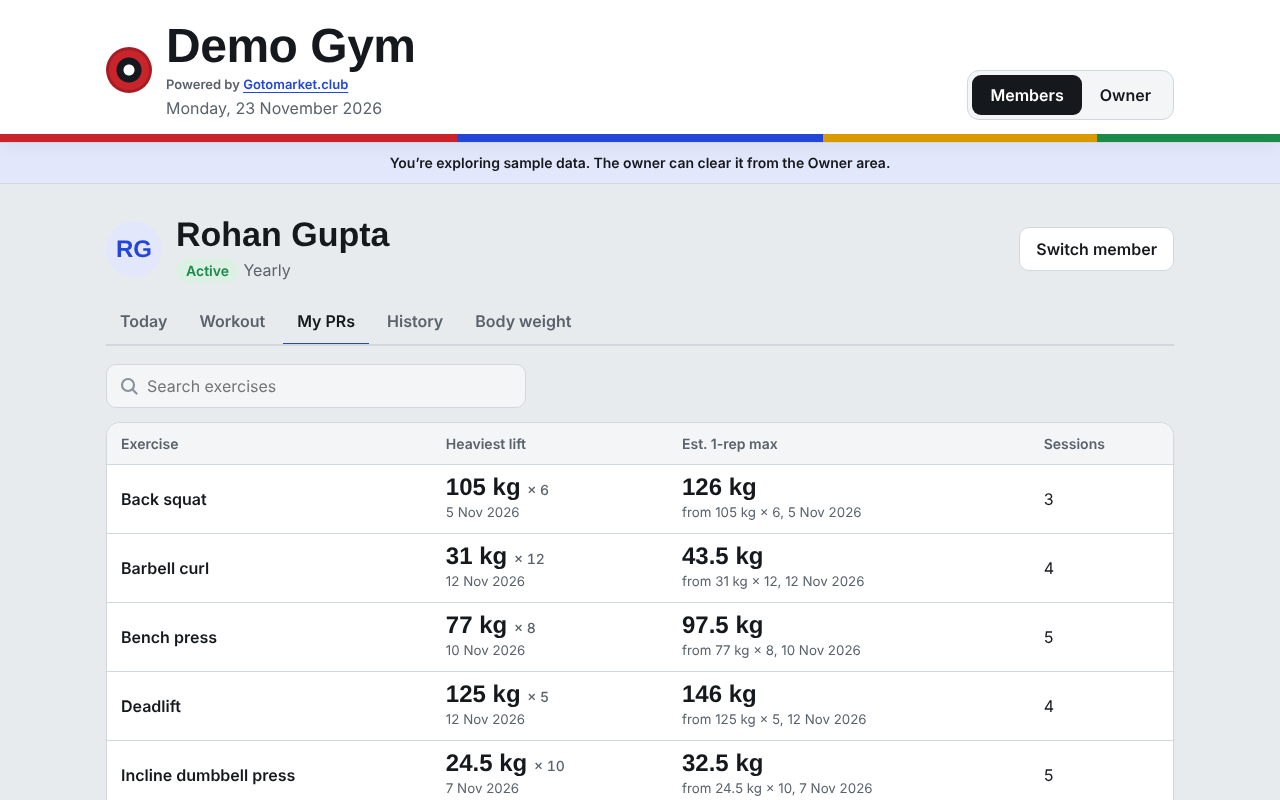 Demo Gym
Powered by Gotomarket.club
Monday, 23 November 2026
Members Owner
You’re exploring sample data. The owner can clear it from the Owner area.
RG
Rohan Gupta
Active Yearly
Switch member
Today Workout My PRs History Body weight
Search exercises
Exercise Heaviest lift Est. 1-rep max Sessions
Back squat
105 kg × 6
5 Nov 2026
126 kg
from 105 kg × 6, 5 Nov 2026
3
Barbell curl
31 kg × 12
12 Nov 2026
43.5 kg
from 31 kg × 12, 12 Nov 2026
4
Bench press
77 kg × 8
10 Nov 2026
97.5 kg
from 77 kg × 8, 10 Nov 2026
5
Deadlift
125 kg × 5
12 Nov 2026
146 kg
from 125 kg × 5, 12 Nov 2026
4
Incline dumbbell press
24.5 kg × 10
7 Nov 2026
32.5 kg
from 24.5 kg × 10, 7 Nov 2026
5